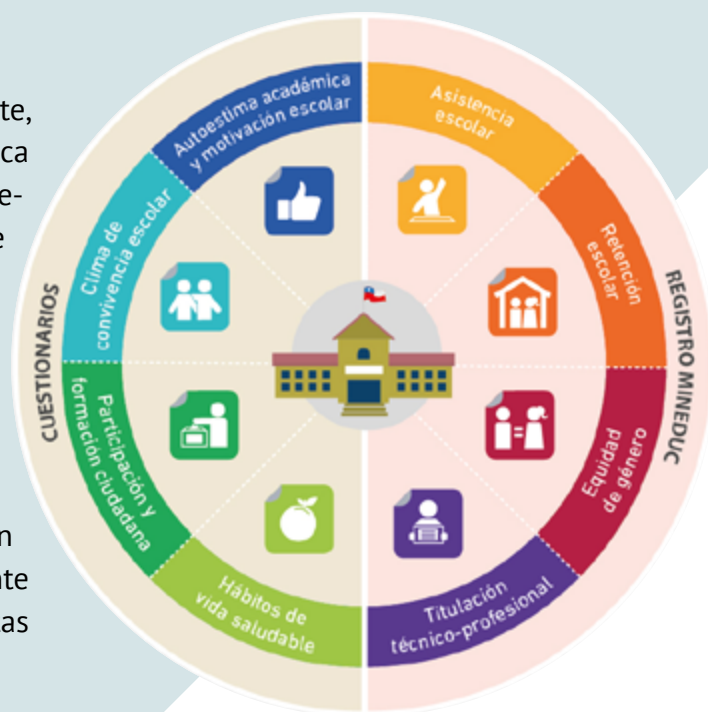 te,
ca
e-
e
n
nte
tas
CUESTIONARIOS
Autoestima académica
y motivación escolar
Clima de
convivencia escolar
Participación y
formación ciudadana
Hábitos de
vida saludable
REGISTRO MINEDUC
Asistencia
escolar
Retención
escolar
Equidad
de género
Titulación
técnico-profesional